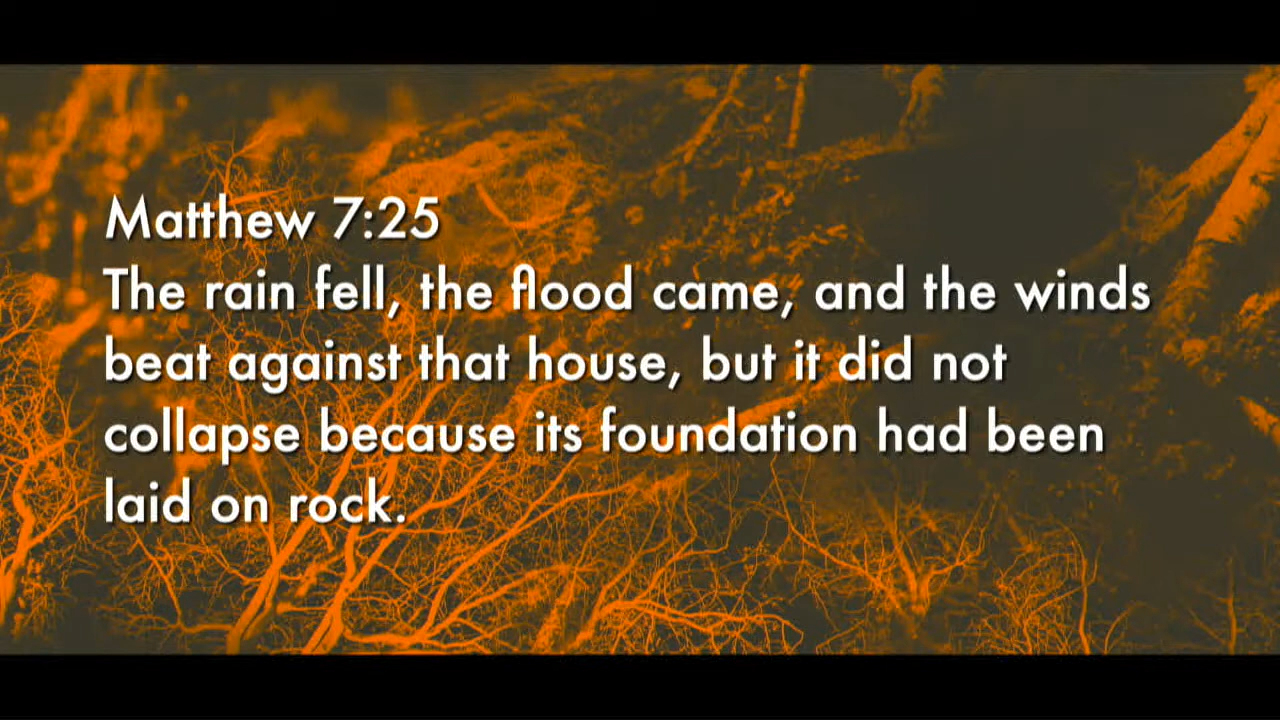 Matthew 7:25
The rain fell, the flood came, and the winds
beat against that house, but it did not
collapse because its foundation had been
laid on rock.